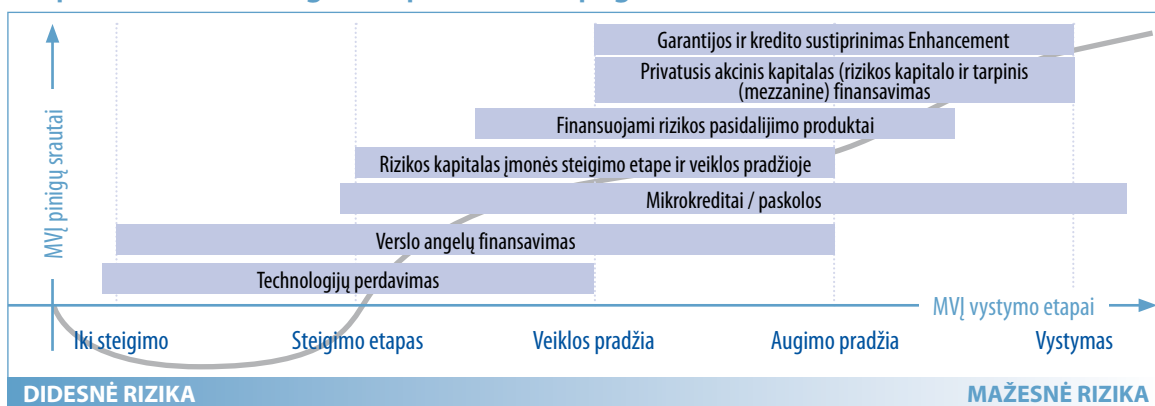 Garantijos ir kredito sustiprinimas Enhancement
Privatusis akcinis kapitalas (rizikos kapitalo ir tarpinis
(mezzanine) finansavimas
Finansuojami rizikos pasidalijimo produktai
Rizikos kapitalas įmonės steigimo etape ir veiklos pradžioje
Mikrokreditai / paskolos
Verslo angelų finansavimas
Technologijų perdavimas
MVĮ pinigų srautai
MVĮ vystymo etapai
Iki steigimo
Steigimo etapas
Veiklos pradžia
Augimo pradžia
Vystymas
DIDESNĖ RIZIKA
MAŽESNĖ RIZIKA